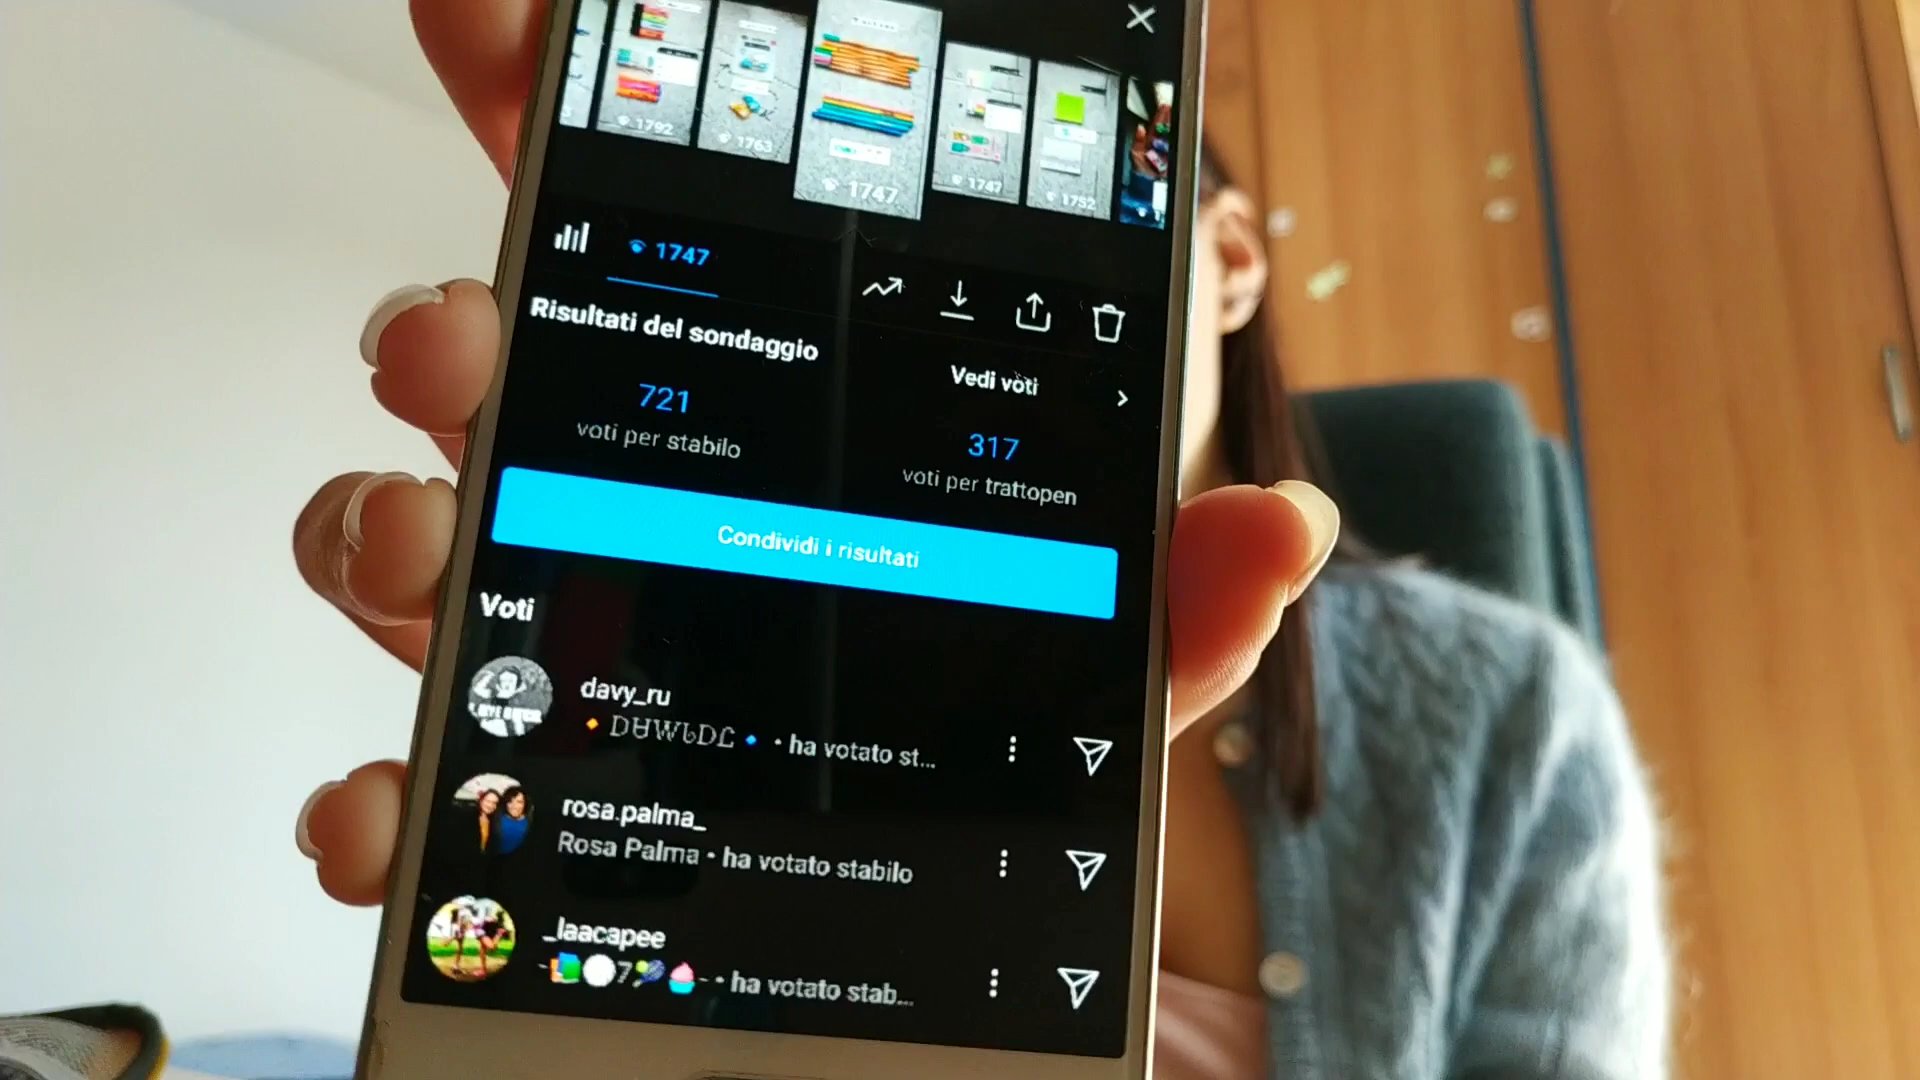 1792
1763
1747
1747
1752
1747
Risultati del sondaggio
Vedi voti
721
voti per stabilo
317
voti per trattopen
Condividi i risultati
Voti
davy_ru
• ha votato st...
rosa.palma_
Rosa Palma • ha votato stabilo
_laacapee
7 - • ha votato stab...